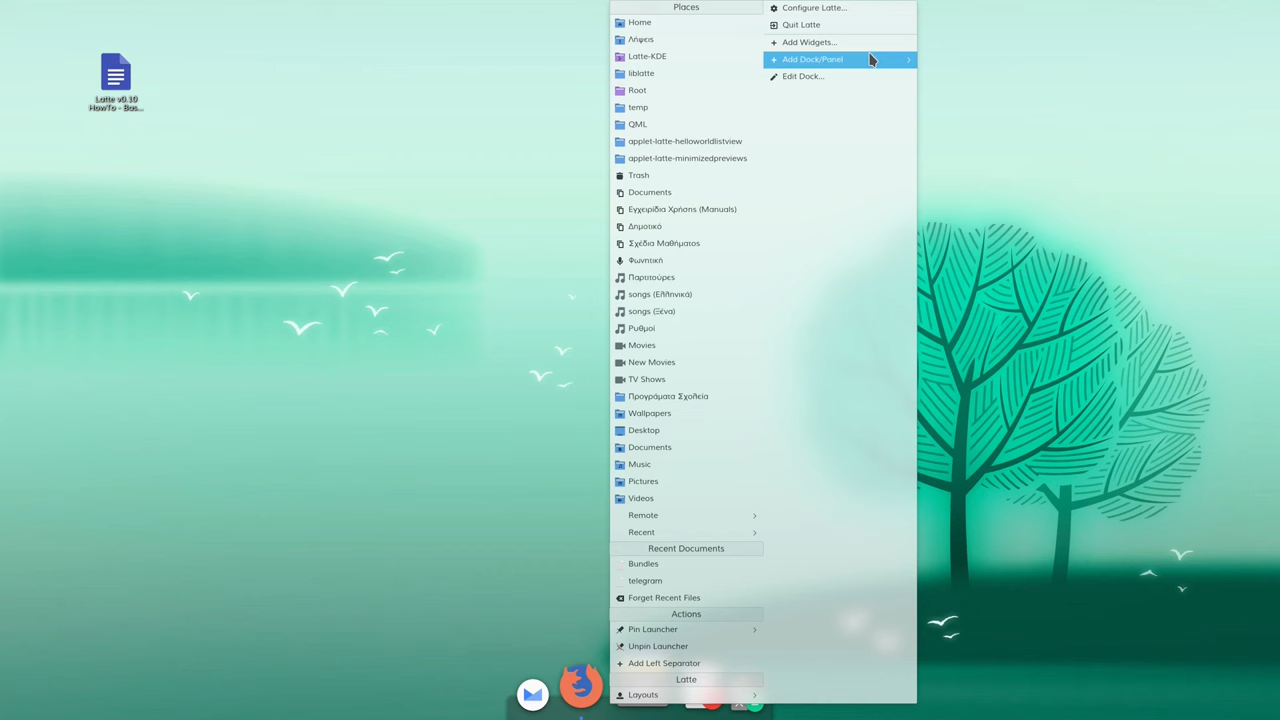 Latte v0.10
HowTo - Bas...
Places
Home
Λήψεις
Latte-KDE
liblatte
Root
temp
QML
applet-latte-helloworldlistview
applet-latte-minimizedpreviews
Trash
Documents
Εγχειρίδια Χρήσης (Manuals)
Δημοτικό
Σχέδια Μαθήματος
Φωνητική
Παρτιτούρες
songs (Ελληνικά)
songs (Ξένα)
Ρυθμοί
Movies
New Movies
TV Shows
Προγράματα Σχολεία
Wallpapers
Desktop
Documents
Music
Pictures
Videos
Remote
Recent
Recent Documents
Bundles
telegram
Forget Recent Files
Actions
Pin Launcher
Unpin Launcher
Add Left Separator
Latte
Layouts
Configure Latte...
Quit Latte
Add Widgets...
Add Dock/Panel
Edit Dock...